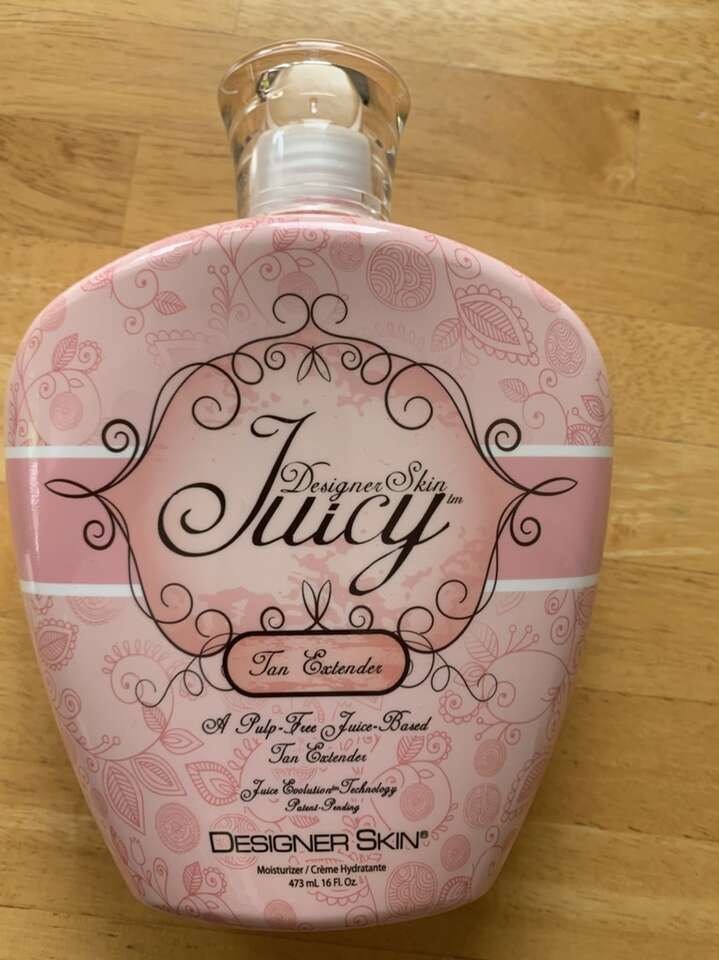 Designer Skin
Juicy tm
Tan Extender
A Pulp-Free Juice-Based
Tan Extender
Juice Evolution™ Technology
Patent-Pending
DESIGNER SKIN®
Moisturizer / Crème Hydratante
473 mL 16 Fl. Oz.